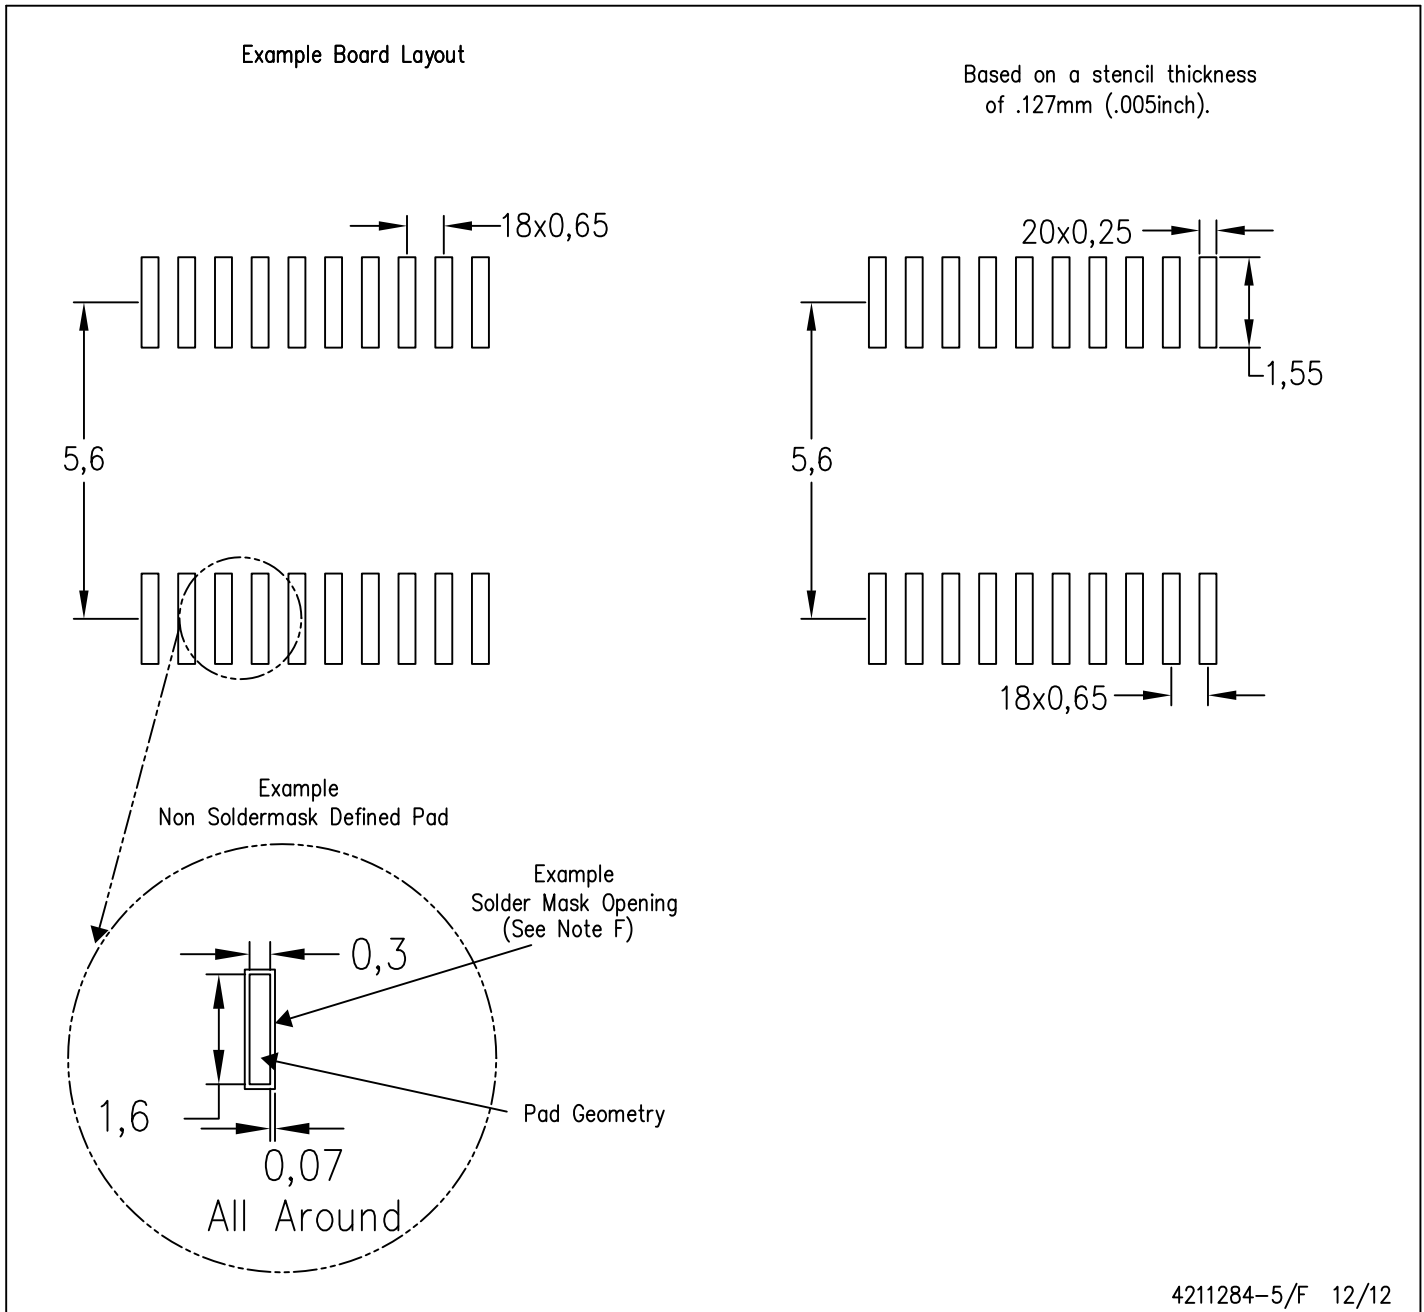 Example Board Layout
Based on a stencil thickness
of .127mm (.005inch).
18x0,65
20x0,25
1,55
5,6
5,6
18x0,65
Example
Non Soldermask Defined Pad
Example
Solder Mask Opening
(See Note F)
0,3
1,6
Pad Geometry
0,07
All Around
4211284-5/F 12/12